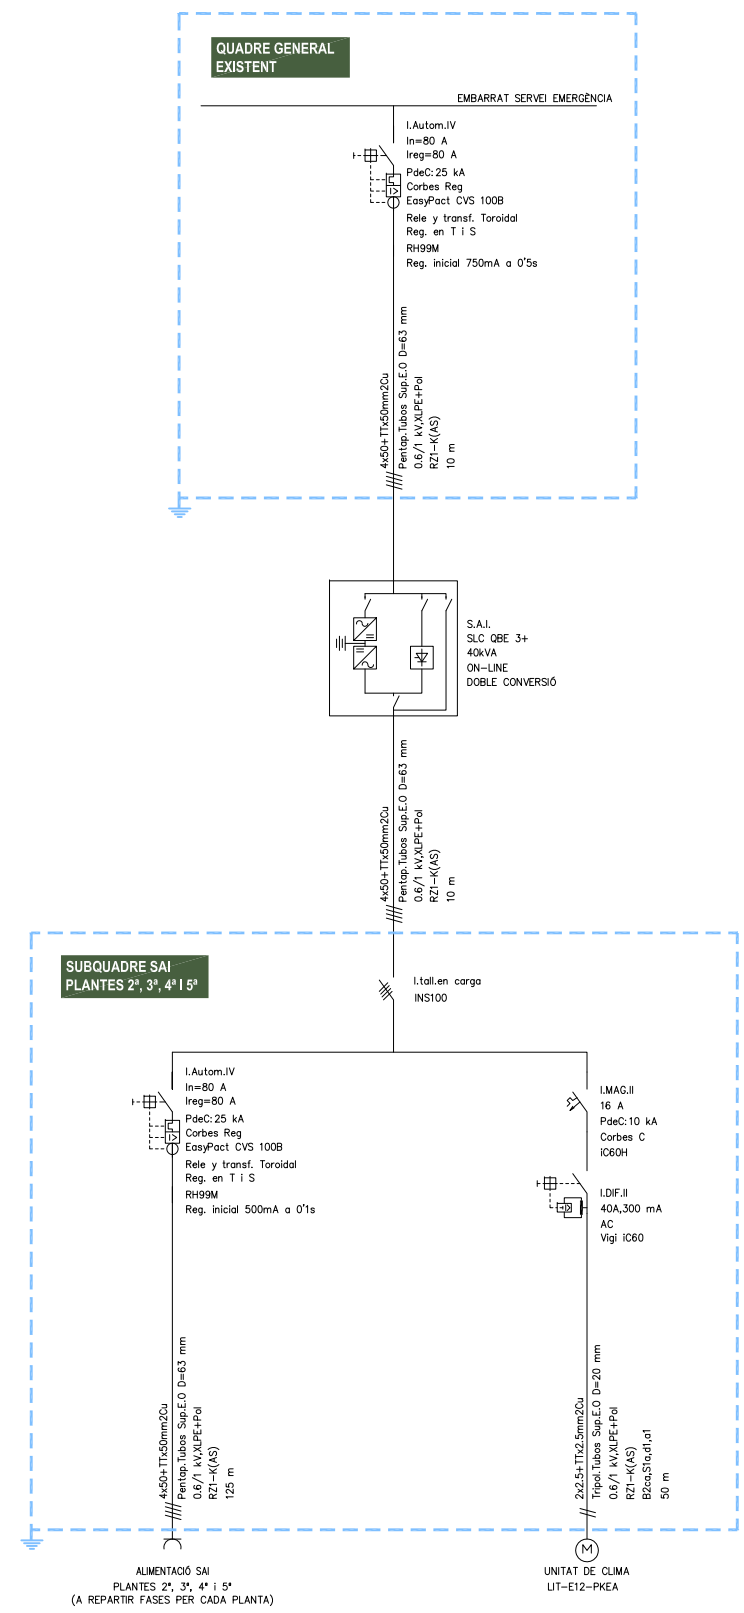 QUADRE GENERAL
EXISTENT
EMBARRAT SERVEI EMERGÈNCIA
I.Autom.IV
In=80 A
Ireg=80 A
PdeC: 25 kA
Corbes Reg
EasyPact CVS 100B
Rele y transf. Toroidal
Reg. en T i S
RH99M
Reg. inicial 750mA a 0'5s
4x50+TTx50mm2Cu
Pentap.Tubos Sup.E.O D=63 mm
0.6/1 kV,XLPE+Pol
RZ1-K(AS)
10 m
S.A.I.
SLC QBE 3+
40kVA
ON-LINE
DOBLE CONVERSIÓ
4x50+TTx50mm2Cu
Pentap.Tubos Sup.E.O D=63 mm
0.6/1 kV,XLPE+Pol
RZ1-K(AS)
10 m
SUBQUADRE SAI
PLANTES 2ª, 3ª, 4ª I 5ª
I.tall.en carga
INS100
I.Autom.IV
In=80 A
Ireg=80 A
PdeC: 25 kA
Corbes Reg
EasyPact CVS 100B
Rele y transf. Toroidal
Reg. en T i S
RH99M
Reg. inicial 500mA a 0'1s
I.MAG.II
16 A
PdeC: 10 kA
Corbes C
iC60H
I.DIF.II
40A,300 mA
AC
Vigi iC60
4x50+TTx50mm2Cu
Pentap.Tubos Sup.E.O D=63 mm
0.6/1 kV,XLPE+Pol
RZ1-K(AS)
125 m
2x2.5+TTx2.5mm2Cu
Tripol.Tubos Sup.E.O D=20 mm
0.6/1 kV,XLPE+Pol
RZ1-K(AS)
B2ca,S1a,d1,a1
50 m
M
ALIMENTACIÓ SAI
PLANTES 2ª, 3ª, 4ª i 5ª
(A REPARTIR FASES PER CADA PLANTA)
UNITAT DE CLIMA
LIT-E12-PKEA